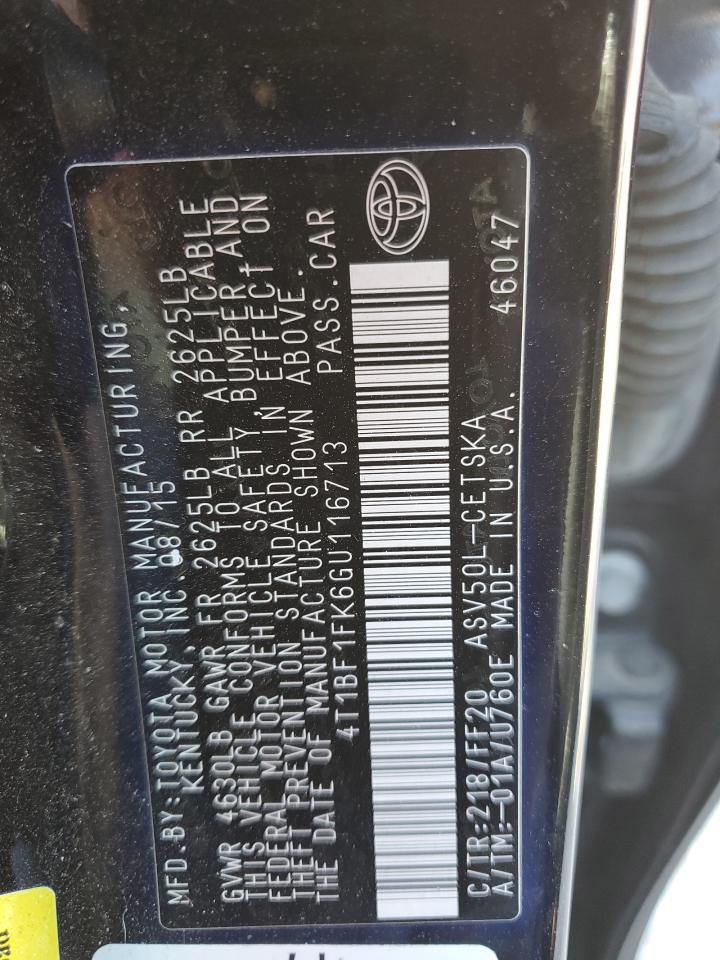 MFD.BY:TOYOTA MOTOR MANUFACTURING,
KENTUCKY,INC. 08/15
GVWR 4630LB GAWR FR 2625LB RR 2625LB
THIS VEHICLE CONFORMS TO ALL APPLICABLE
FEDERAL MOTOR VEHICLE SAFETY, BUMPER, AND
THEFT PREVENTION STANDARDS IN EFFECT ON
THE DATE OF MANUFACTURE SHOWN ABOVE.
4T1BF1FK6GU116713 PASS.CAR
C/TR:218/FF20 ASV50L-CETSKA
A/TM:-01A/U760E MADE IN U.S.A. 46047